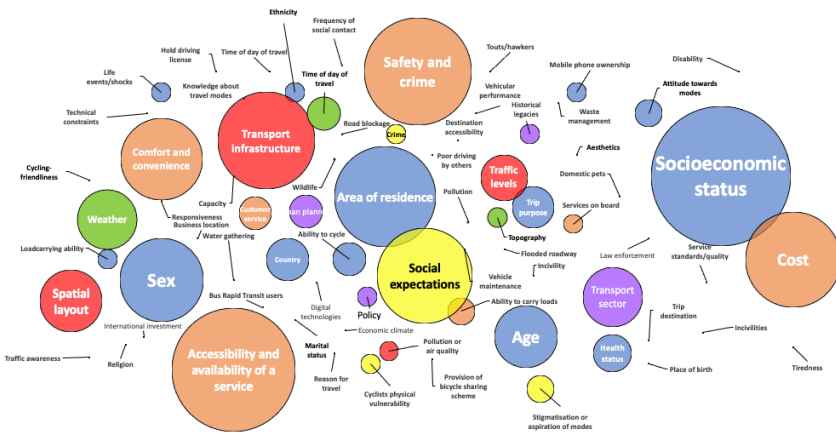 Ethnicity
Frequency of
social contact
Hold driving
license
Time of day of travel
Safety and
crime
Touts/hawkers
Mobile phone ownership
Disability
Life
events/shocks
Knowledge about
travel modes
Time of day of
travel
Vehicular
performance
Attitude towards
modes
Technical
constraints
Transport
infrastructure
Road blockage
Crime
Destination
accessibility
Historical
legacies
Waste
management
Comfort and
convenience
Poor driving
by others
Aesthetics
Cycling-
friendliness
Wildlife
Area of residence
Traffic
levels
Domestic pets
Socioeconomic
status
Capacity
Pollution
Weather
Responsiveness
Business location
Customer
service
Trip
purpose
Services on board
Water gathering
Ability to cycle
Topography
Loadcarrying ability
Country
Flooded roadway
Law enforcement
Service
standards/quality
Cost
Sex
Social
expectations
Incivility
Vehicle
maintenance
Transport
sector
Spatial
layout
Bus Rapid Transit users
Digital
technologies
Policy
Ability to carry loads
Trip
destination
International investment
Economic climate
Age
Incivilities
Traffic awareness
Religion
Accessibility and
availability of a
service
Marital
status
Pollution or
air quality
Health
status
Place of birth
Tiredness
Reason for
travel
Cyclists physical
vulnerability
Provision of
bicycle sharing
scheme
Stigmatisation or
aspiration of modes